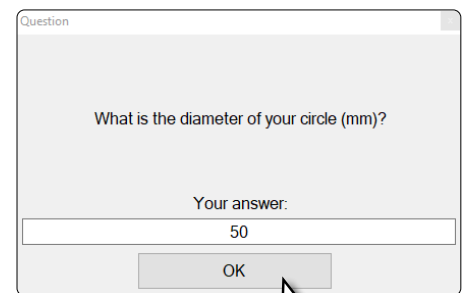 Question
What is the diameter of your circle (mm)?
Your answer:
50
OK